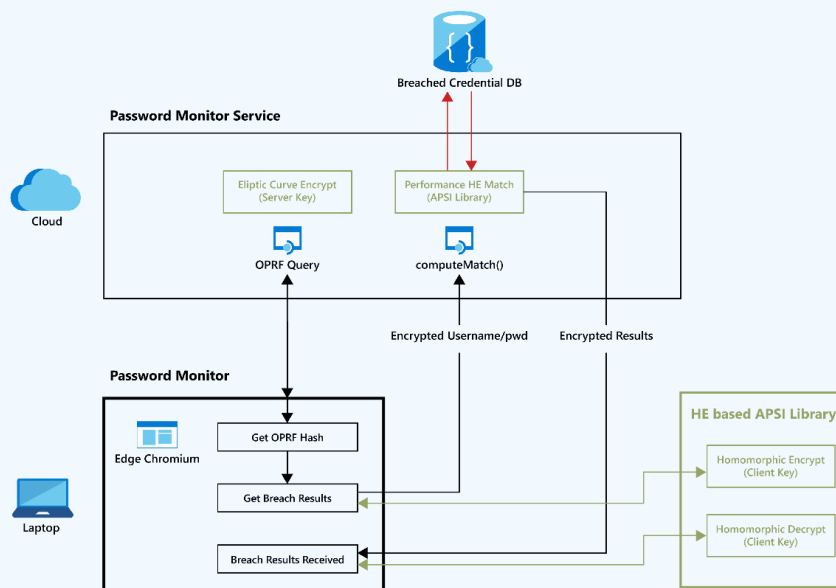 Breached Credential DB
Password Monitor Service
Eliptic Curve Encrypt
(Server Key)
Performance HE Match
(APSI Library)
Cloud
OPRF Query
computeMatch()
Encrypted Username/pwd
Encrypted Results
Password Monitor
HE based APSI Library
Edge Chromium
Get OPRF Hash
Homomorphic Encrypt
(Client Key)
Get Breach Results
Laptop
Homomorphic Decrypt
(Client Key)
Breach Results Received